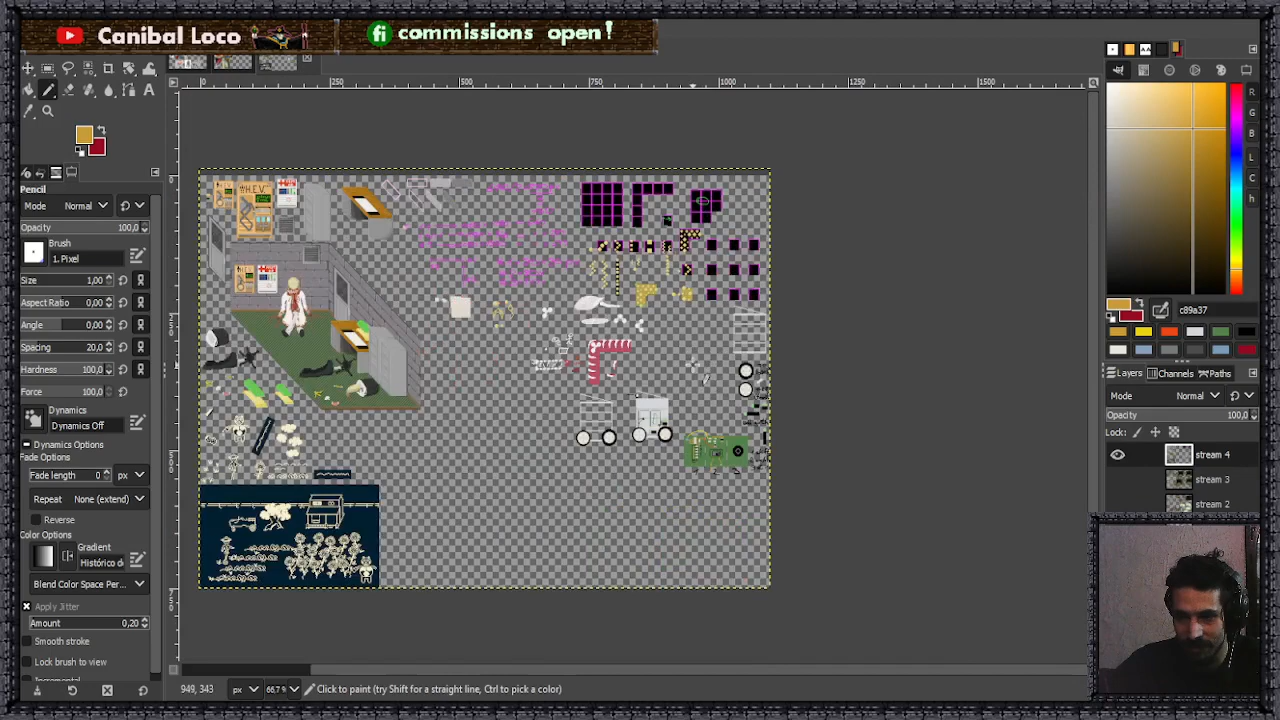 Canibal Loco
fi commissions open!
0 250 500 750 1000 1250 1500
Pencil
Mode Normal
Opacity 100,0
Brush
1. Pixel
Size 1,00
Aspect Ratio 0,00
Angle 0,00
Spacing 20,0
Hardness 100,0
Force 100,0
Dynamics
Dynamics Off
Dynamics Options
Fade Options
Fade length 0 px
Repeat None (extend)
Reverse
Color Options
Gradient
Histórico d
Blend Color Space Per...
Apply Jitter
Amount 0,20
Smooth stroke
Lock brush to view
Incremental
H.E.V.
R
G
B
L
C
h
c89a37
Layers Channels Paths
Mode Normal
Opacity 100,0
Lock:
stream 4
stream 3
stream 2
949, 343 px 66,7 % Click to paint (try Shift for a straight line, Ctrl to pick a color)